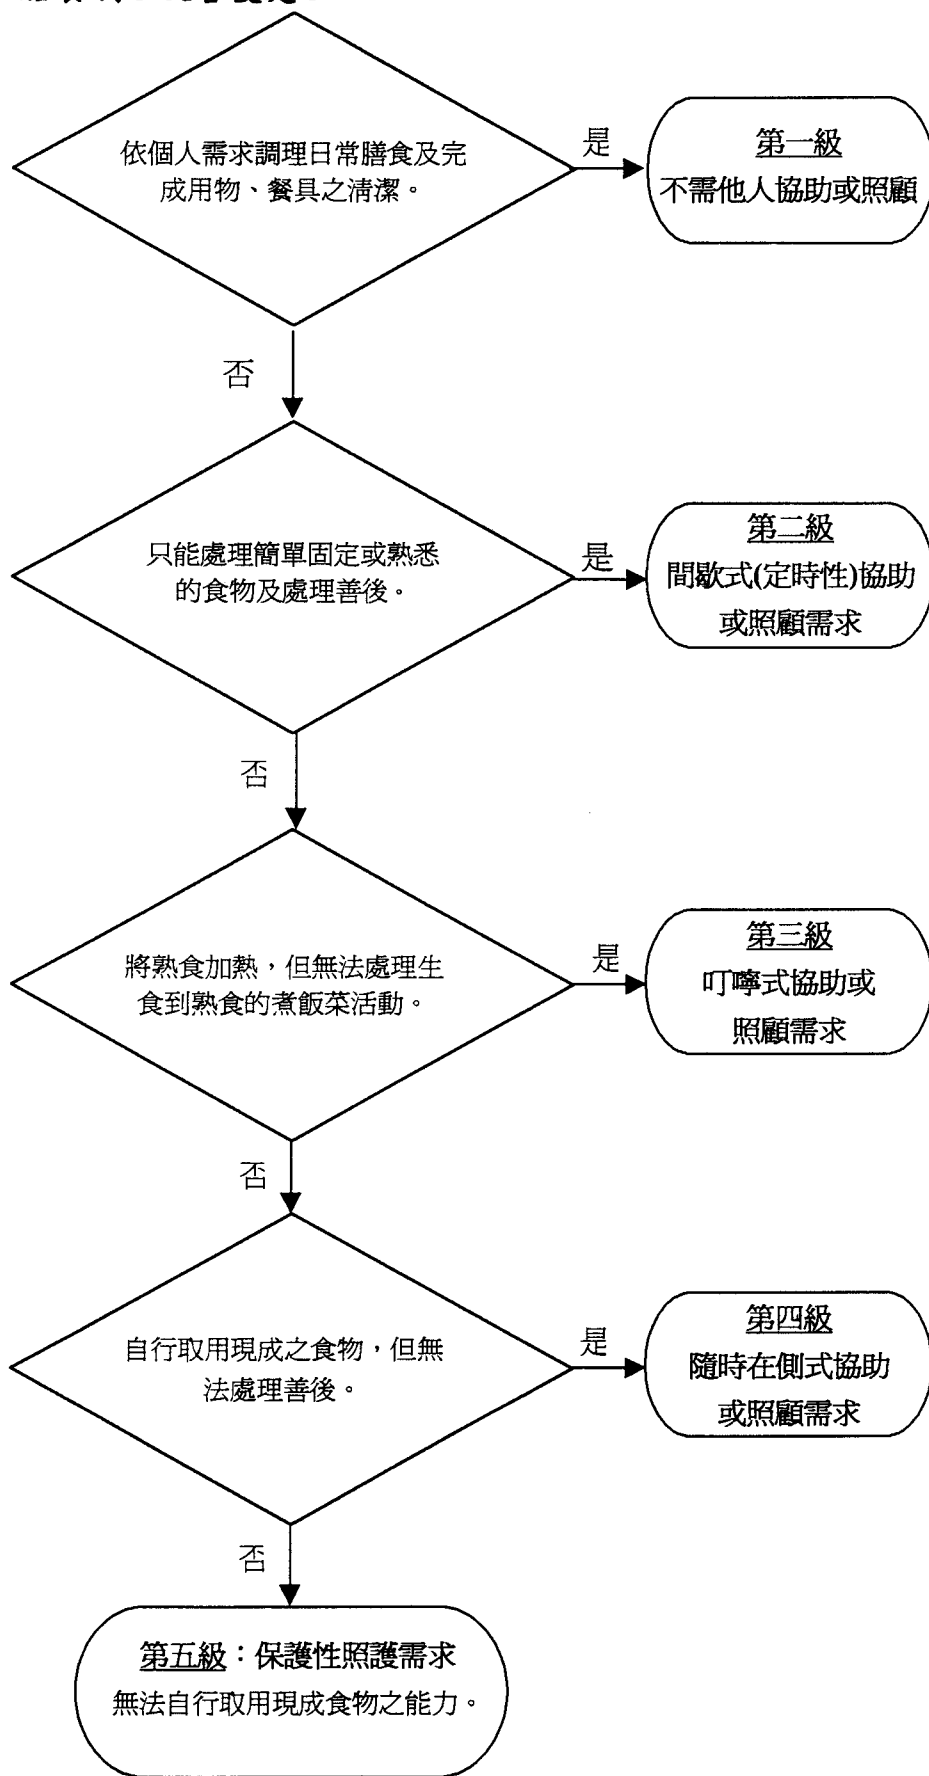 依個人需求調理日常膳食及完
成用物、餐具之清潔。
是
第一級
不需他人協助或照顧
否
只能處理簡單固定或熟悉
的食物及處理善後。
是
第二級
間歇式(定時性)協助
或照顧需求
否
將熟食加熱，但無法處理生
食到熟食的煮飯菜活動。
是
第三級
叮嚀式協助或
照顧需求
否
自行取用現成之食物，但無
法處理善後。
是
第四級
隨時在側式協助
或照顧需求
否
第五級：保護性照護需求
無法自行取用現成食物之能力。